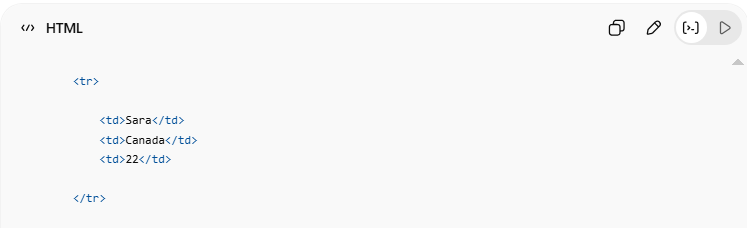 HTML
<tr>
<td>Sara</td>
<td>Canada</td>
<td>22</td>
</tr>